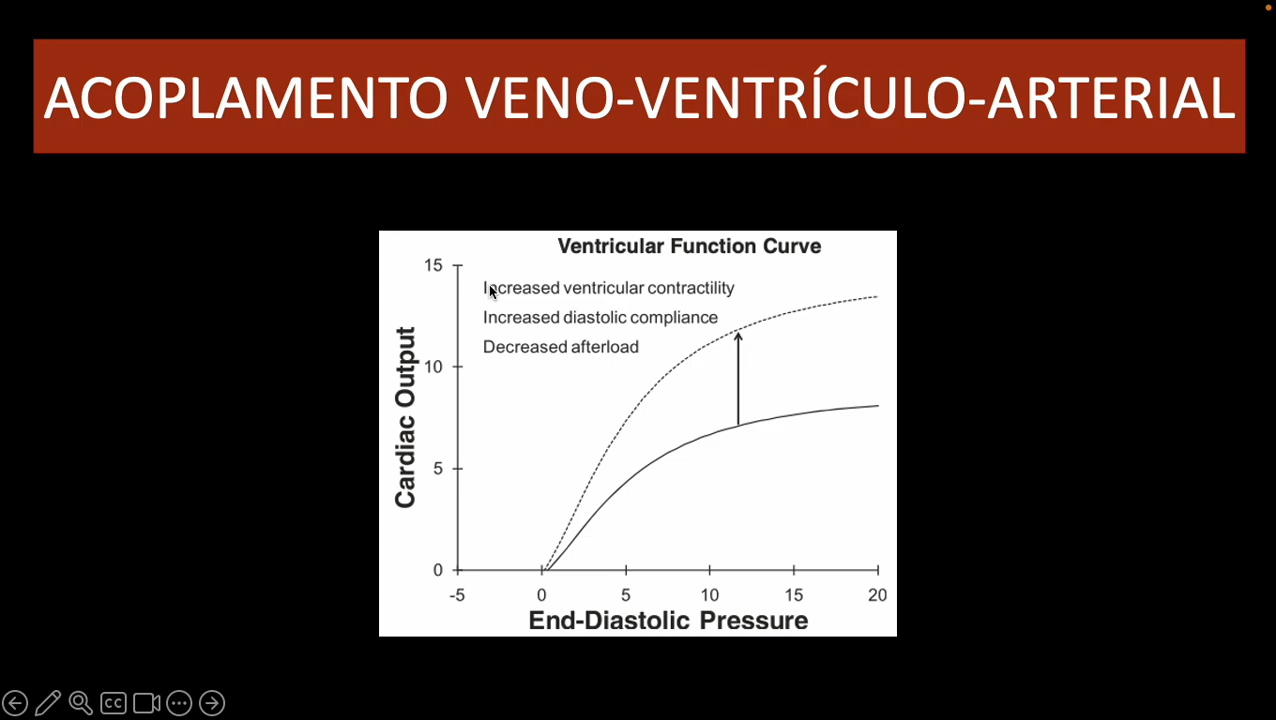 ACOPLAMENTO VENO-VENTRÍCULO-ARTERIAL
Ventricular Function Curve
Increased ventricular contractility
Increased diastolic compliance
Decreased afterload
Cardiac Output
15
10
5
0
-5 0 5 10 15 20
End-Diastolic Pressure
CC